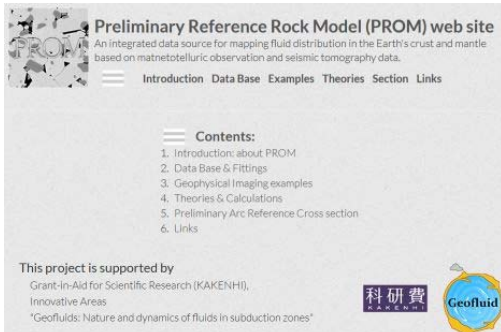 PROM
Preliminary Reference Rock Model (PROM) web site
An integrated data source for mapping fluid distribution in the Earth's crust and mantle
based on matnetotelluric observation and seismic tomography data.
Introduction Data Base Examples Theories Section Links
Contents:
1. Introduction: about PROM
2. Data Base & Fittings
3. Geophysical Imaging examples
4. Theories & Calculations
5. Preliminary Arc Reference Cross section
6. Links
This project is supported by
Grant-in-Aid for Scientific Research (KAKENHI),
Innovative Areas
"Geofluids: Nature and dynamics of fluids in subduction zones"
科研費
KAKENHI
Geofluid